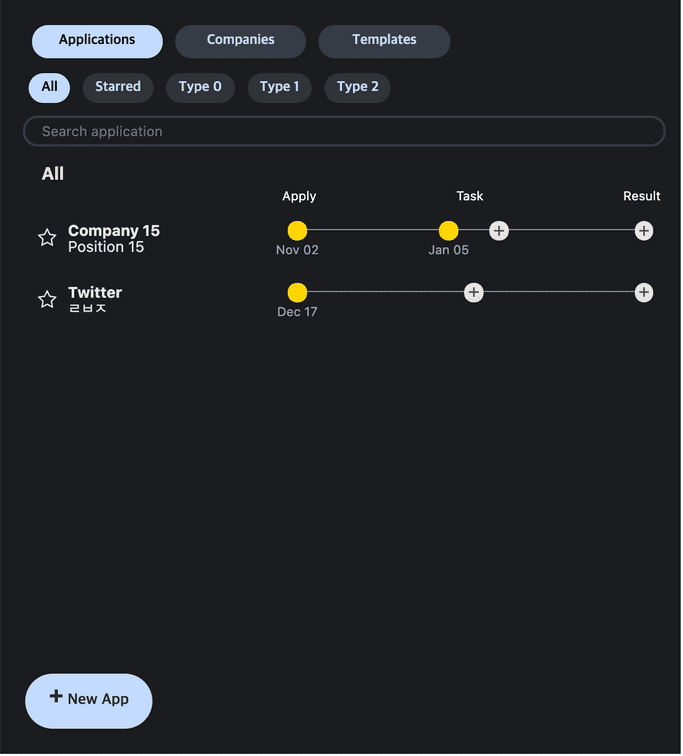 Applications Companies Templates
All Starred Type 0 Type 1 Type 2
Search application
All
Apply Task Result
Company 15
Position 15
Nov 02 Jan 05
Twitter
ㄹㅂㅈ
Dec 17
+ New App